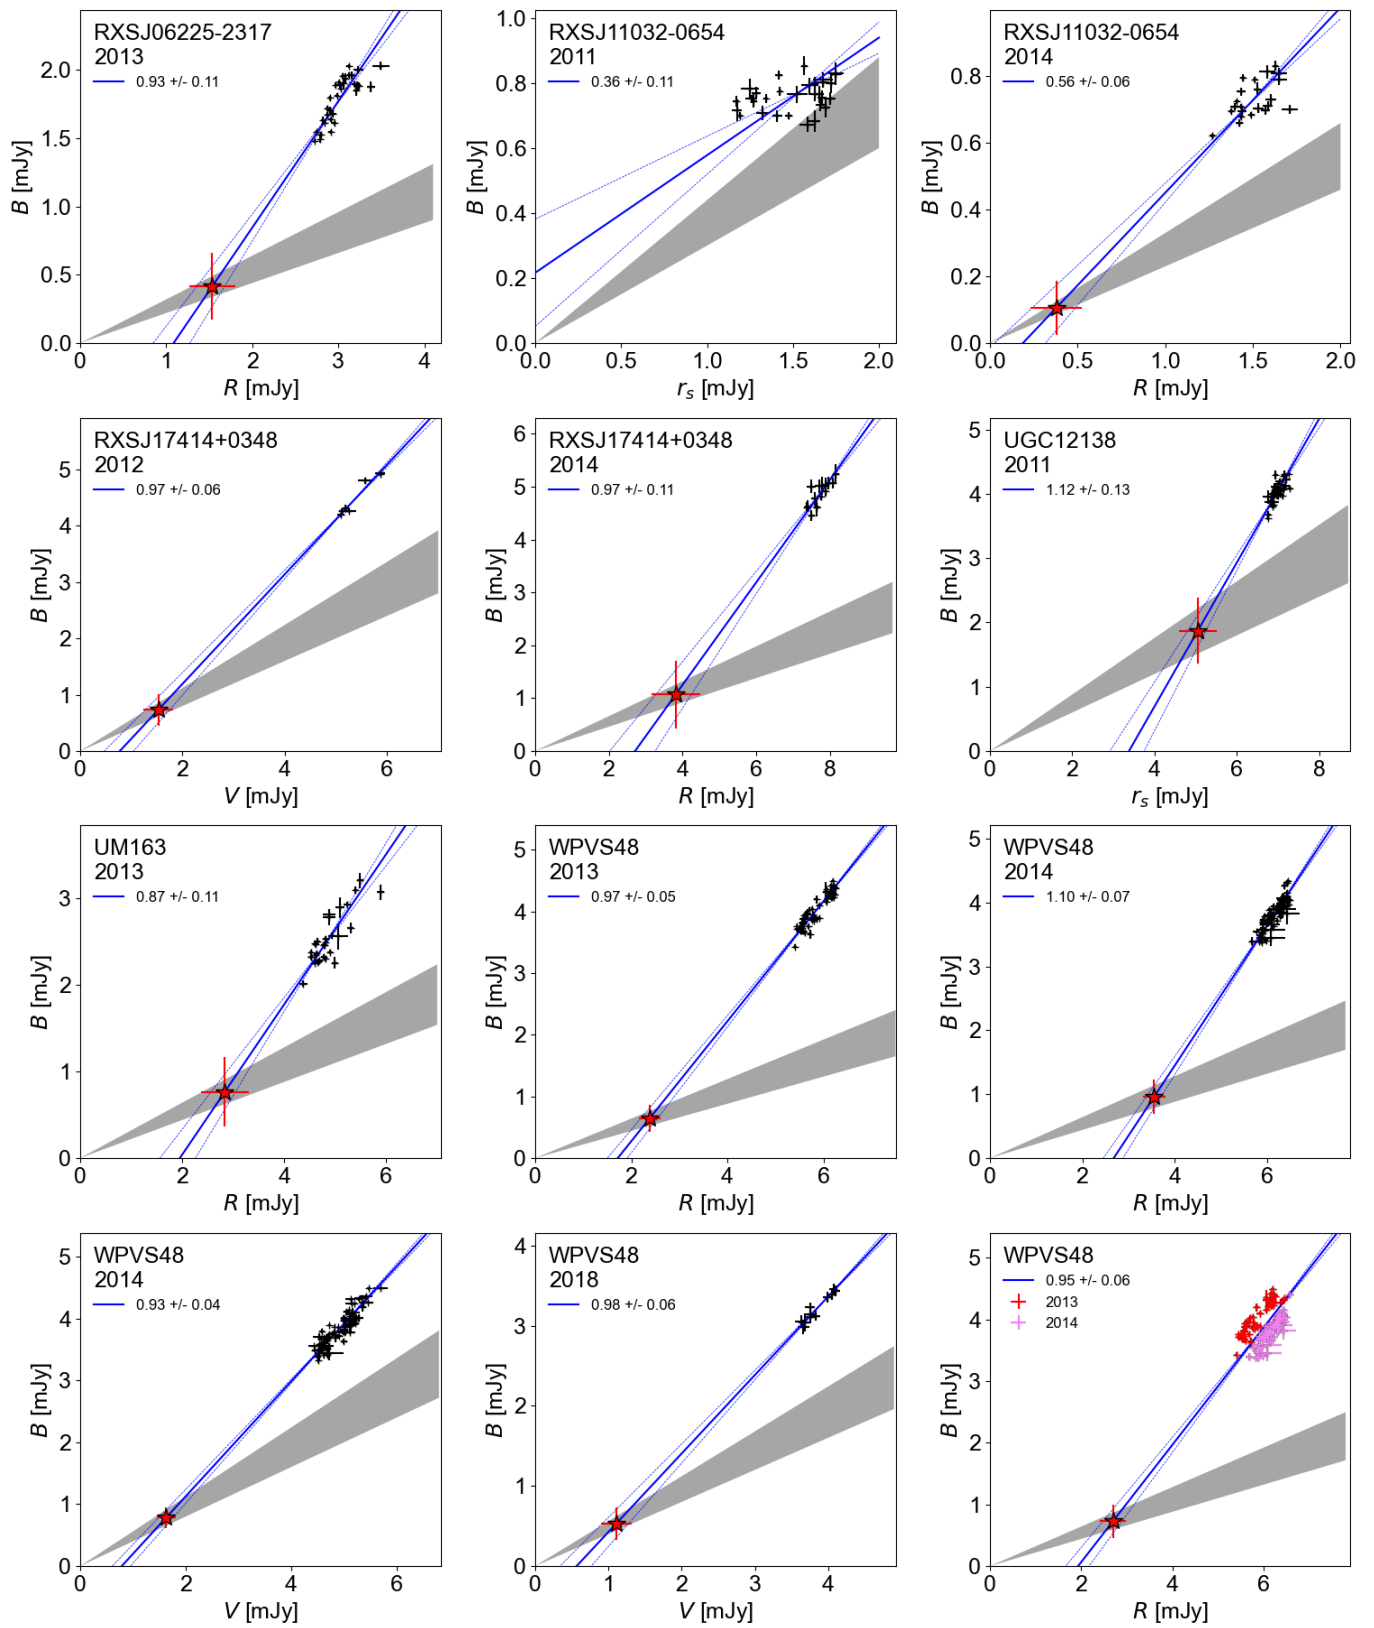 RXSJ06225-2317
2013
0.93 +/- 0.11
B [mJy]
2.0
1.5
1.0
0.5
0.0
0 1 2 3 4
R [mJy]
RXSJ11032-0654
2011
0.36 +/- 0.11
B [mJy]
1.0
0.8
0.6
0.4
0.2
0.0
0.0 0.5 1.0 1.5 2.0
rs [mJy]
RXSJ11032-0654
2014
0.56 +/- 0.06
B [mJy]
0.8
0.6
0.4
0.2
0.0
0.0 0.5 1.0 1.5 2.0
R [mJy]
RXSJ17414+0348
2012
0.97 +/- 0.06
B [mJy]
5
4
3
2
1
0
0 2 4 6
V [mJy]
RXSJ17414+0348
2014
0.97 +/- 0.11
B [mJy]
6
5
4
3
2
1
0
0 2 4 6 8
R [mJy]
UGC12138
2011
1.12 +/- 0.13
B [mJy]
5
4
3
2
1
0
0 2 4 6 8
rs [mJy]
UM163
2013
0.87 +/- 0.11
B [mJy]
3
2
1
0
0 2 4 6
R [mJy]
WPVS48
2013
0.97 +/- 0.05
B [mJy]
5
4
3
2
1
0
0 2 4 6
R [mJy]
WPVS48
2014
1.10 +/- 0.07
B [mJy]
5
4
3
2
1
0
0 2 4 6
R [mJy]
WPVS48
2014
0.93 +/- 0.04
B [mJy]
5
4
3
2
1
0
0 2 4 6
V [mJy]
WPVS48
2018
0.98 +/- 0.06
B [mJy]
4
3
2
1
0
0 1 2 3 4
V [mJy]
WPVS48
0.95 +/- 0.06
2013
2014
B [mJy]
5
4
3
2
1
0
0 2 4 6
R [mJy]